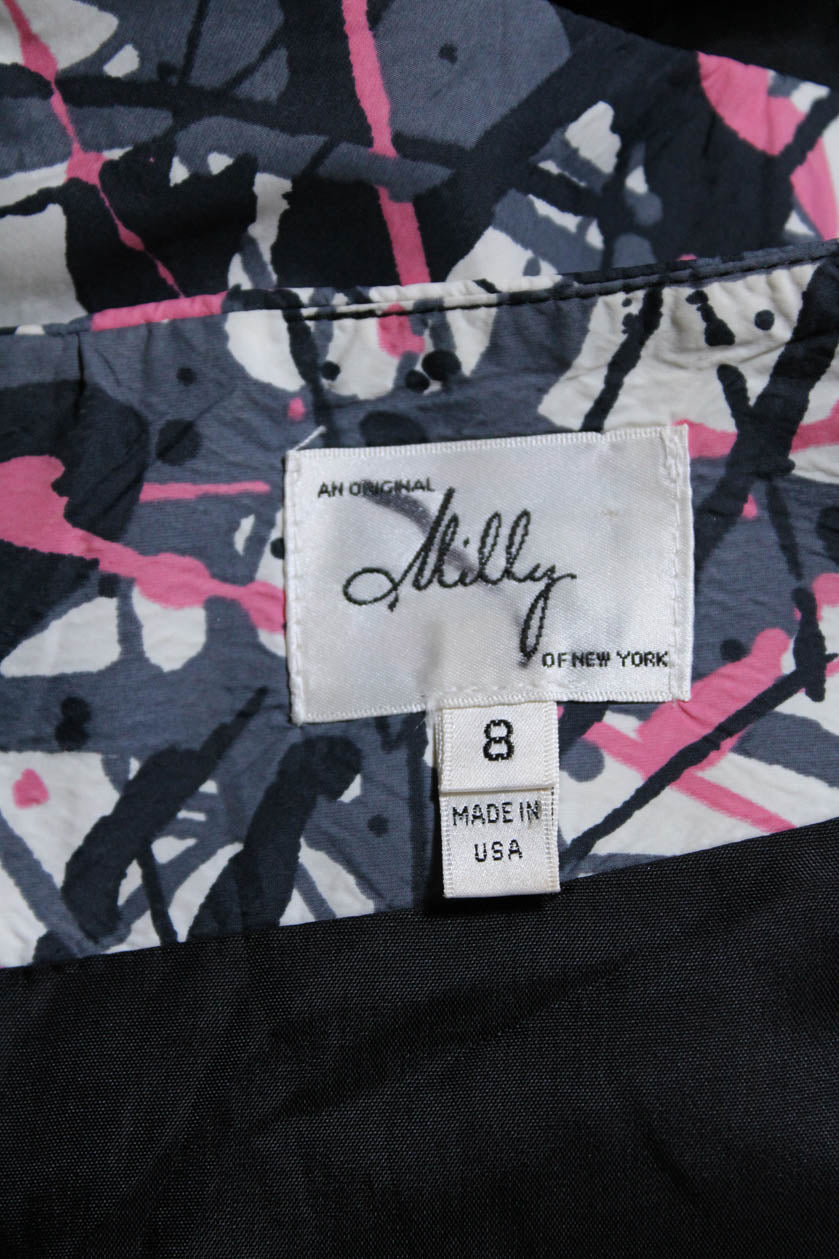 AN ORIGINAL
Milly
OF NEW YORK
8
MADE IN
USA